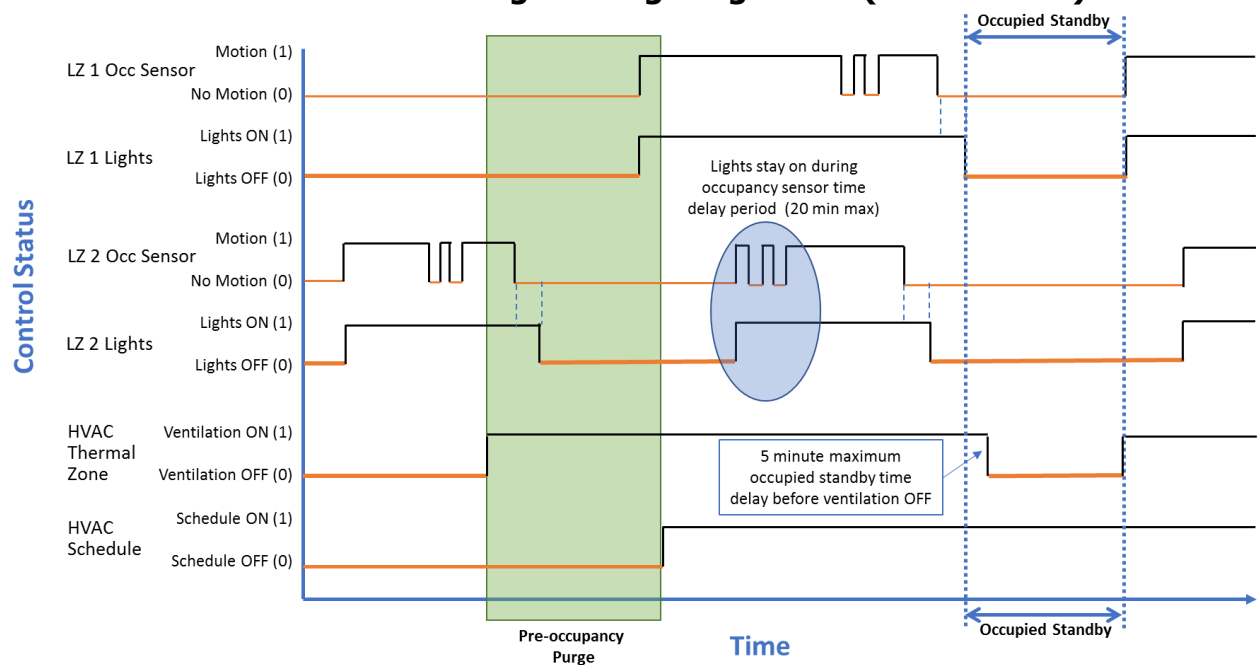 Occupied Standby
Motion (1)
LZ 1 Occ Sensor
No Motion (0)
Lights ON (1)
LZ 1 Lights
Lights OFF (0)
Lights stay on during
occupancy sensor time
delay period (20 min max)
Motion (1)
LZ 2 Occ Sensor
No Motion (0)
Lights ON (1)
LZ 2 Lights
Lights OFF (0)
Control Status
HVAC
Thermal
Zone
Ventilation ON (1)
Ventilation OFF (0)
5 minute maximum
occupied standby time
delay before ventilation OFF
HVAC
Schedule
Schedule ON (1)
Schedule OFF (0)
Pre-occupancy
Purge
Time
Occupied Standby